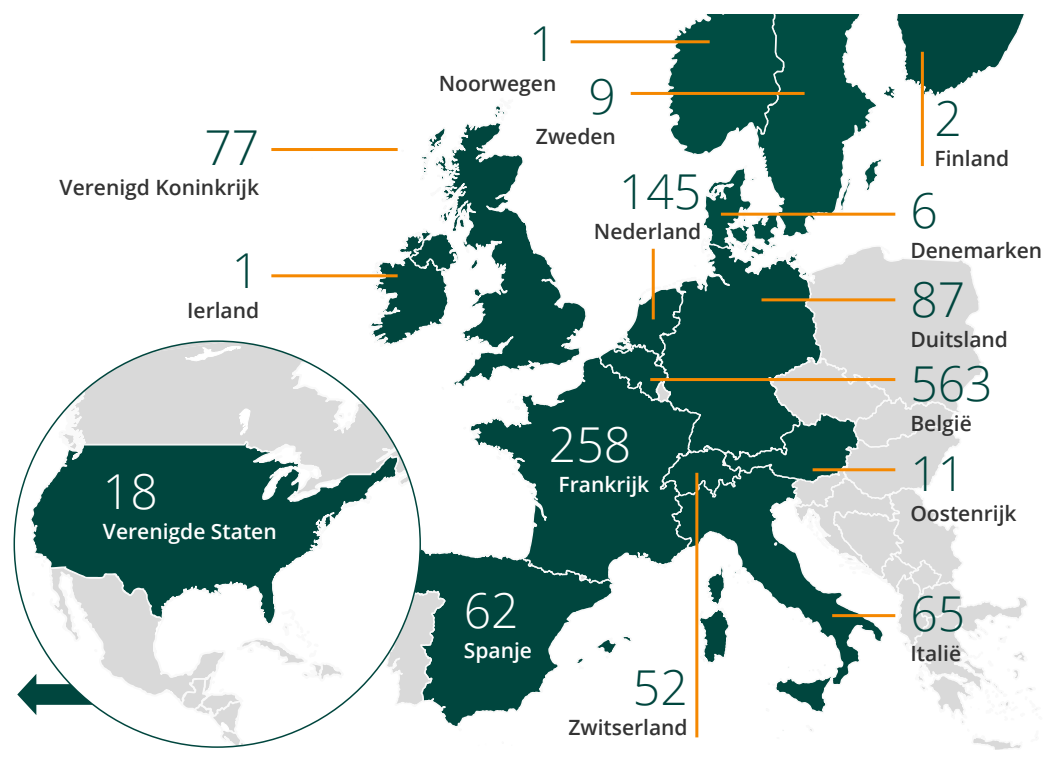 1
Noorwegen
9
Zweden
2
Finland
77
Verenigd Koninkrijk
145
Nederland
6
Denemarken
1
Ierland
87
Duitsland
563
België
258
Frankrijk
11
Oostenrijk
18
Verenigde Staten
62
Spanje
65
Italië
52
Zwitserland